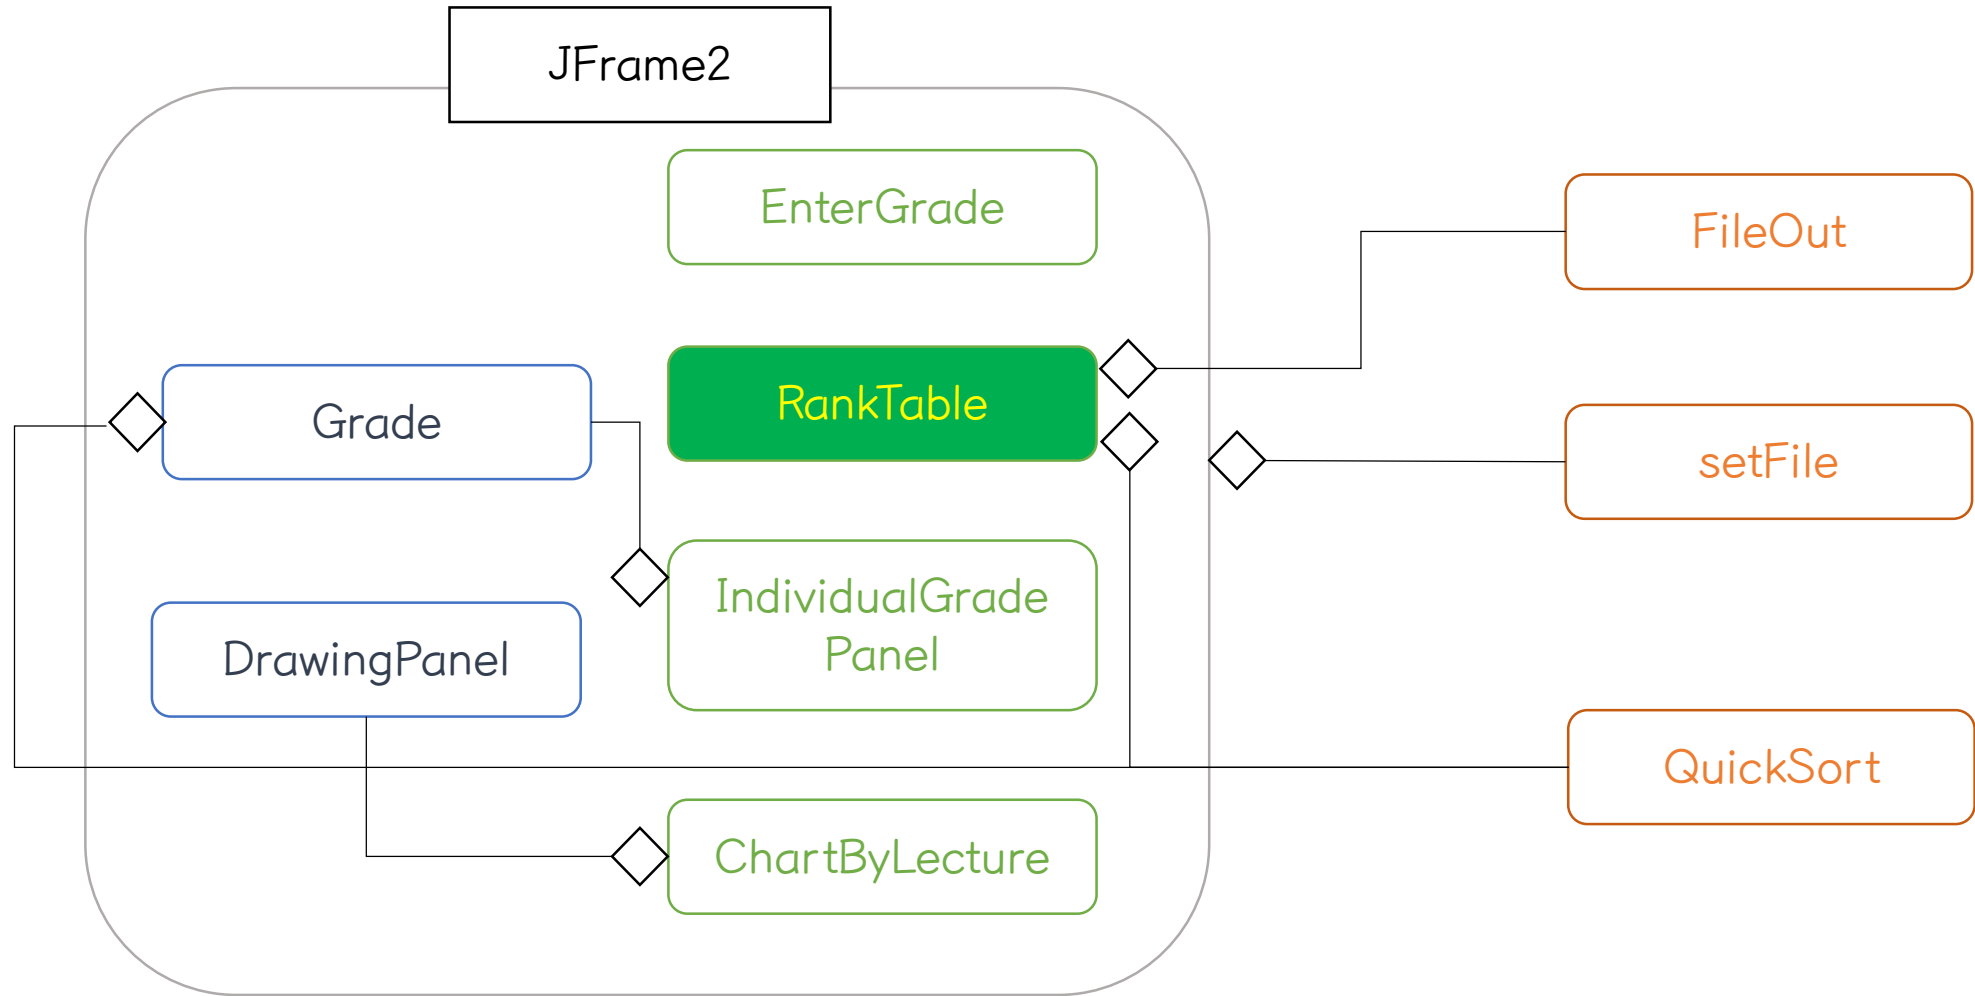 JFrame2
EnterGrade
FileOut
RankTable
Grade
setFile
IndividualGrade
Panel
DrawingPanel
QuickSort
ChartByLecture